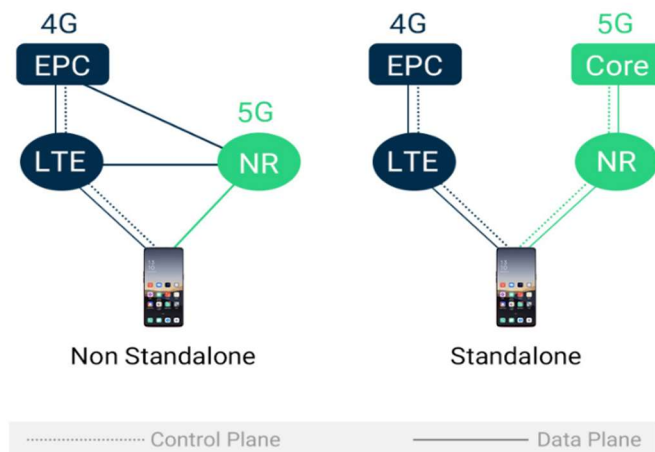 4G
EPC
LTE
5G
NR
Non Standalone
4G
EPC
LTE
5G
Core
NR
Standalone
Control Plane
Data Plane